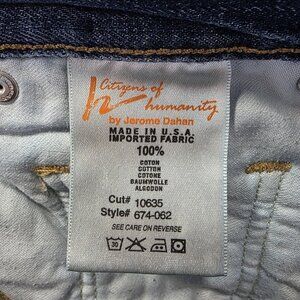 Citizens of
humanity
by Jerome Dahan
MADE IN U.S.A.
IMPORTED FABRIC
100%
COTON
COTTON
COTONE
BAUMWOLLE
ALGODON
Cut# 10635
Style# 674-062
SEE CARE ON REVERSE
30